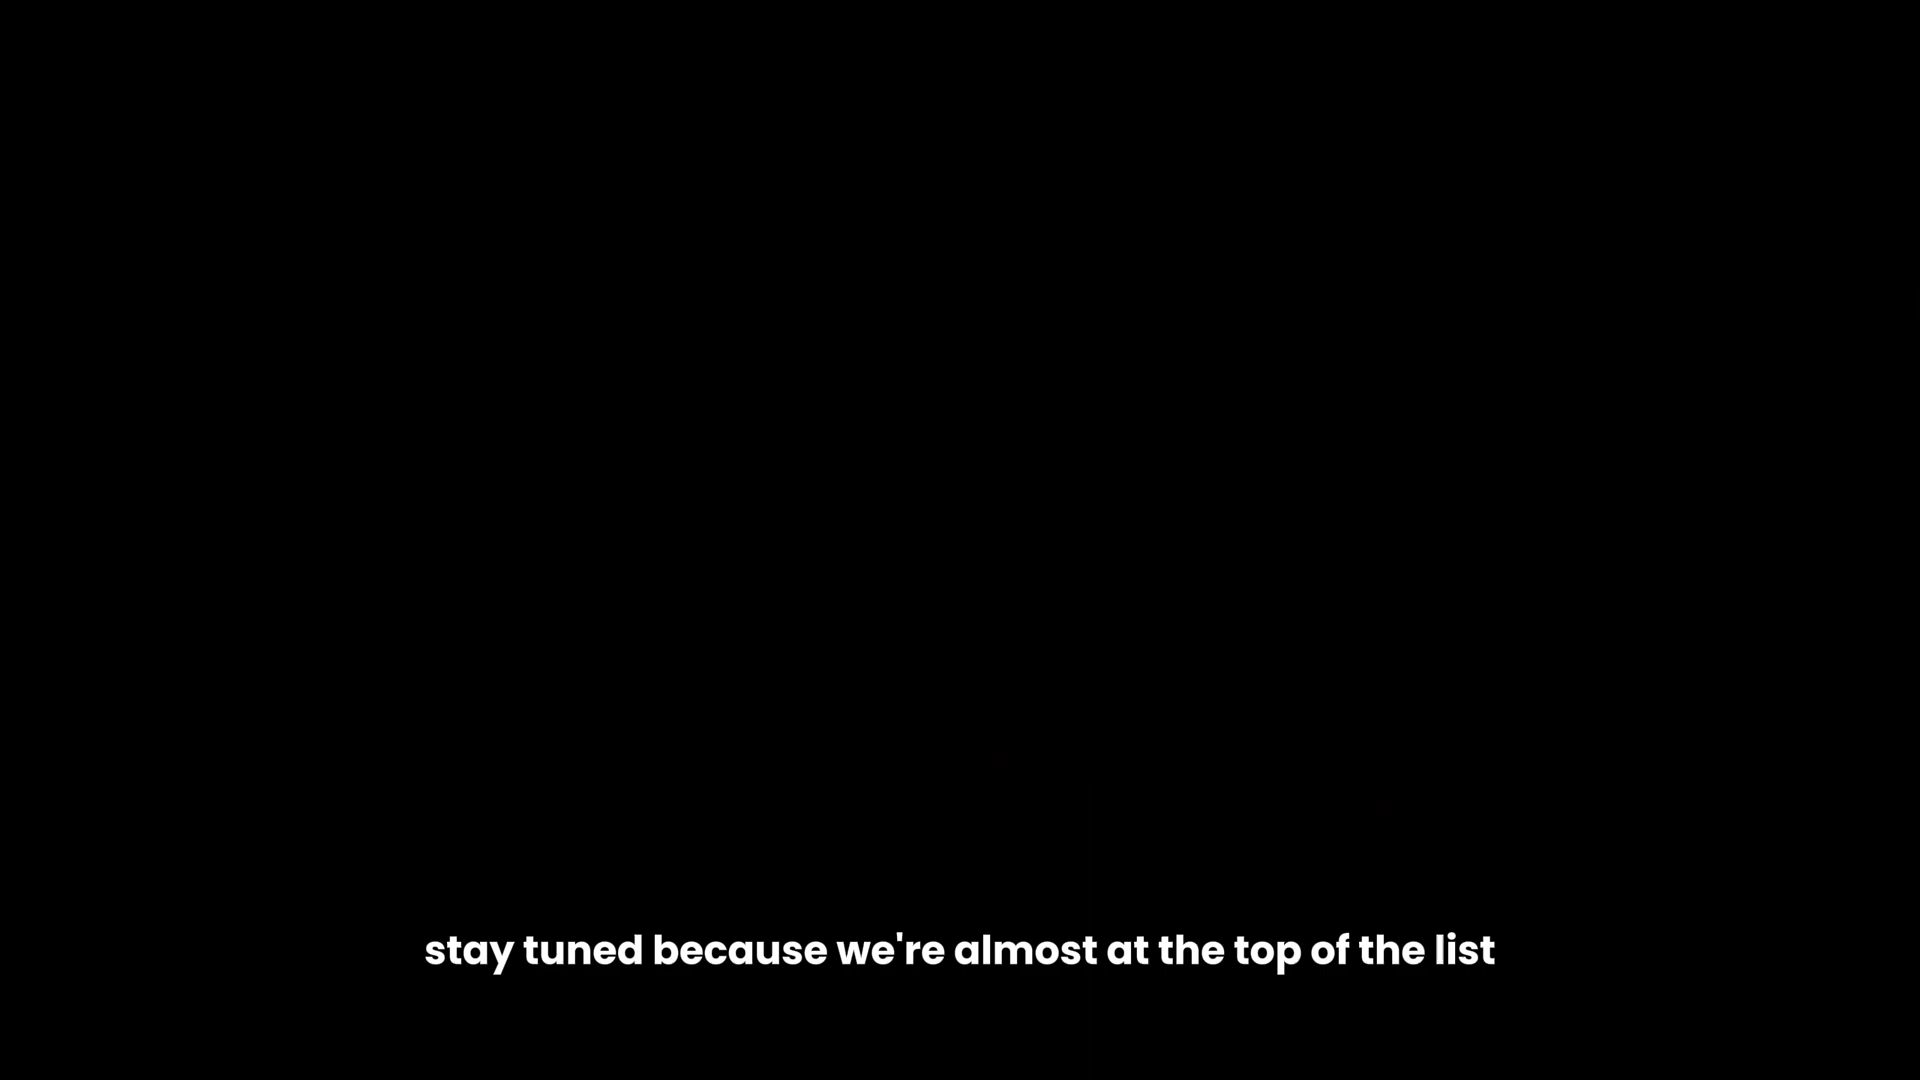 stay tuned because we're almost at the top of the list